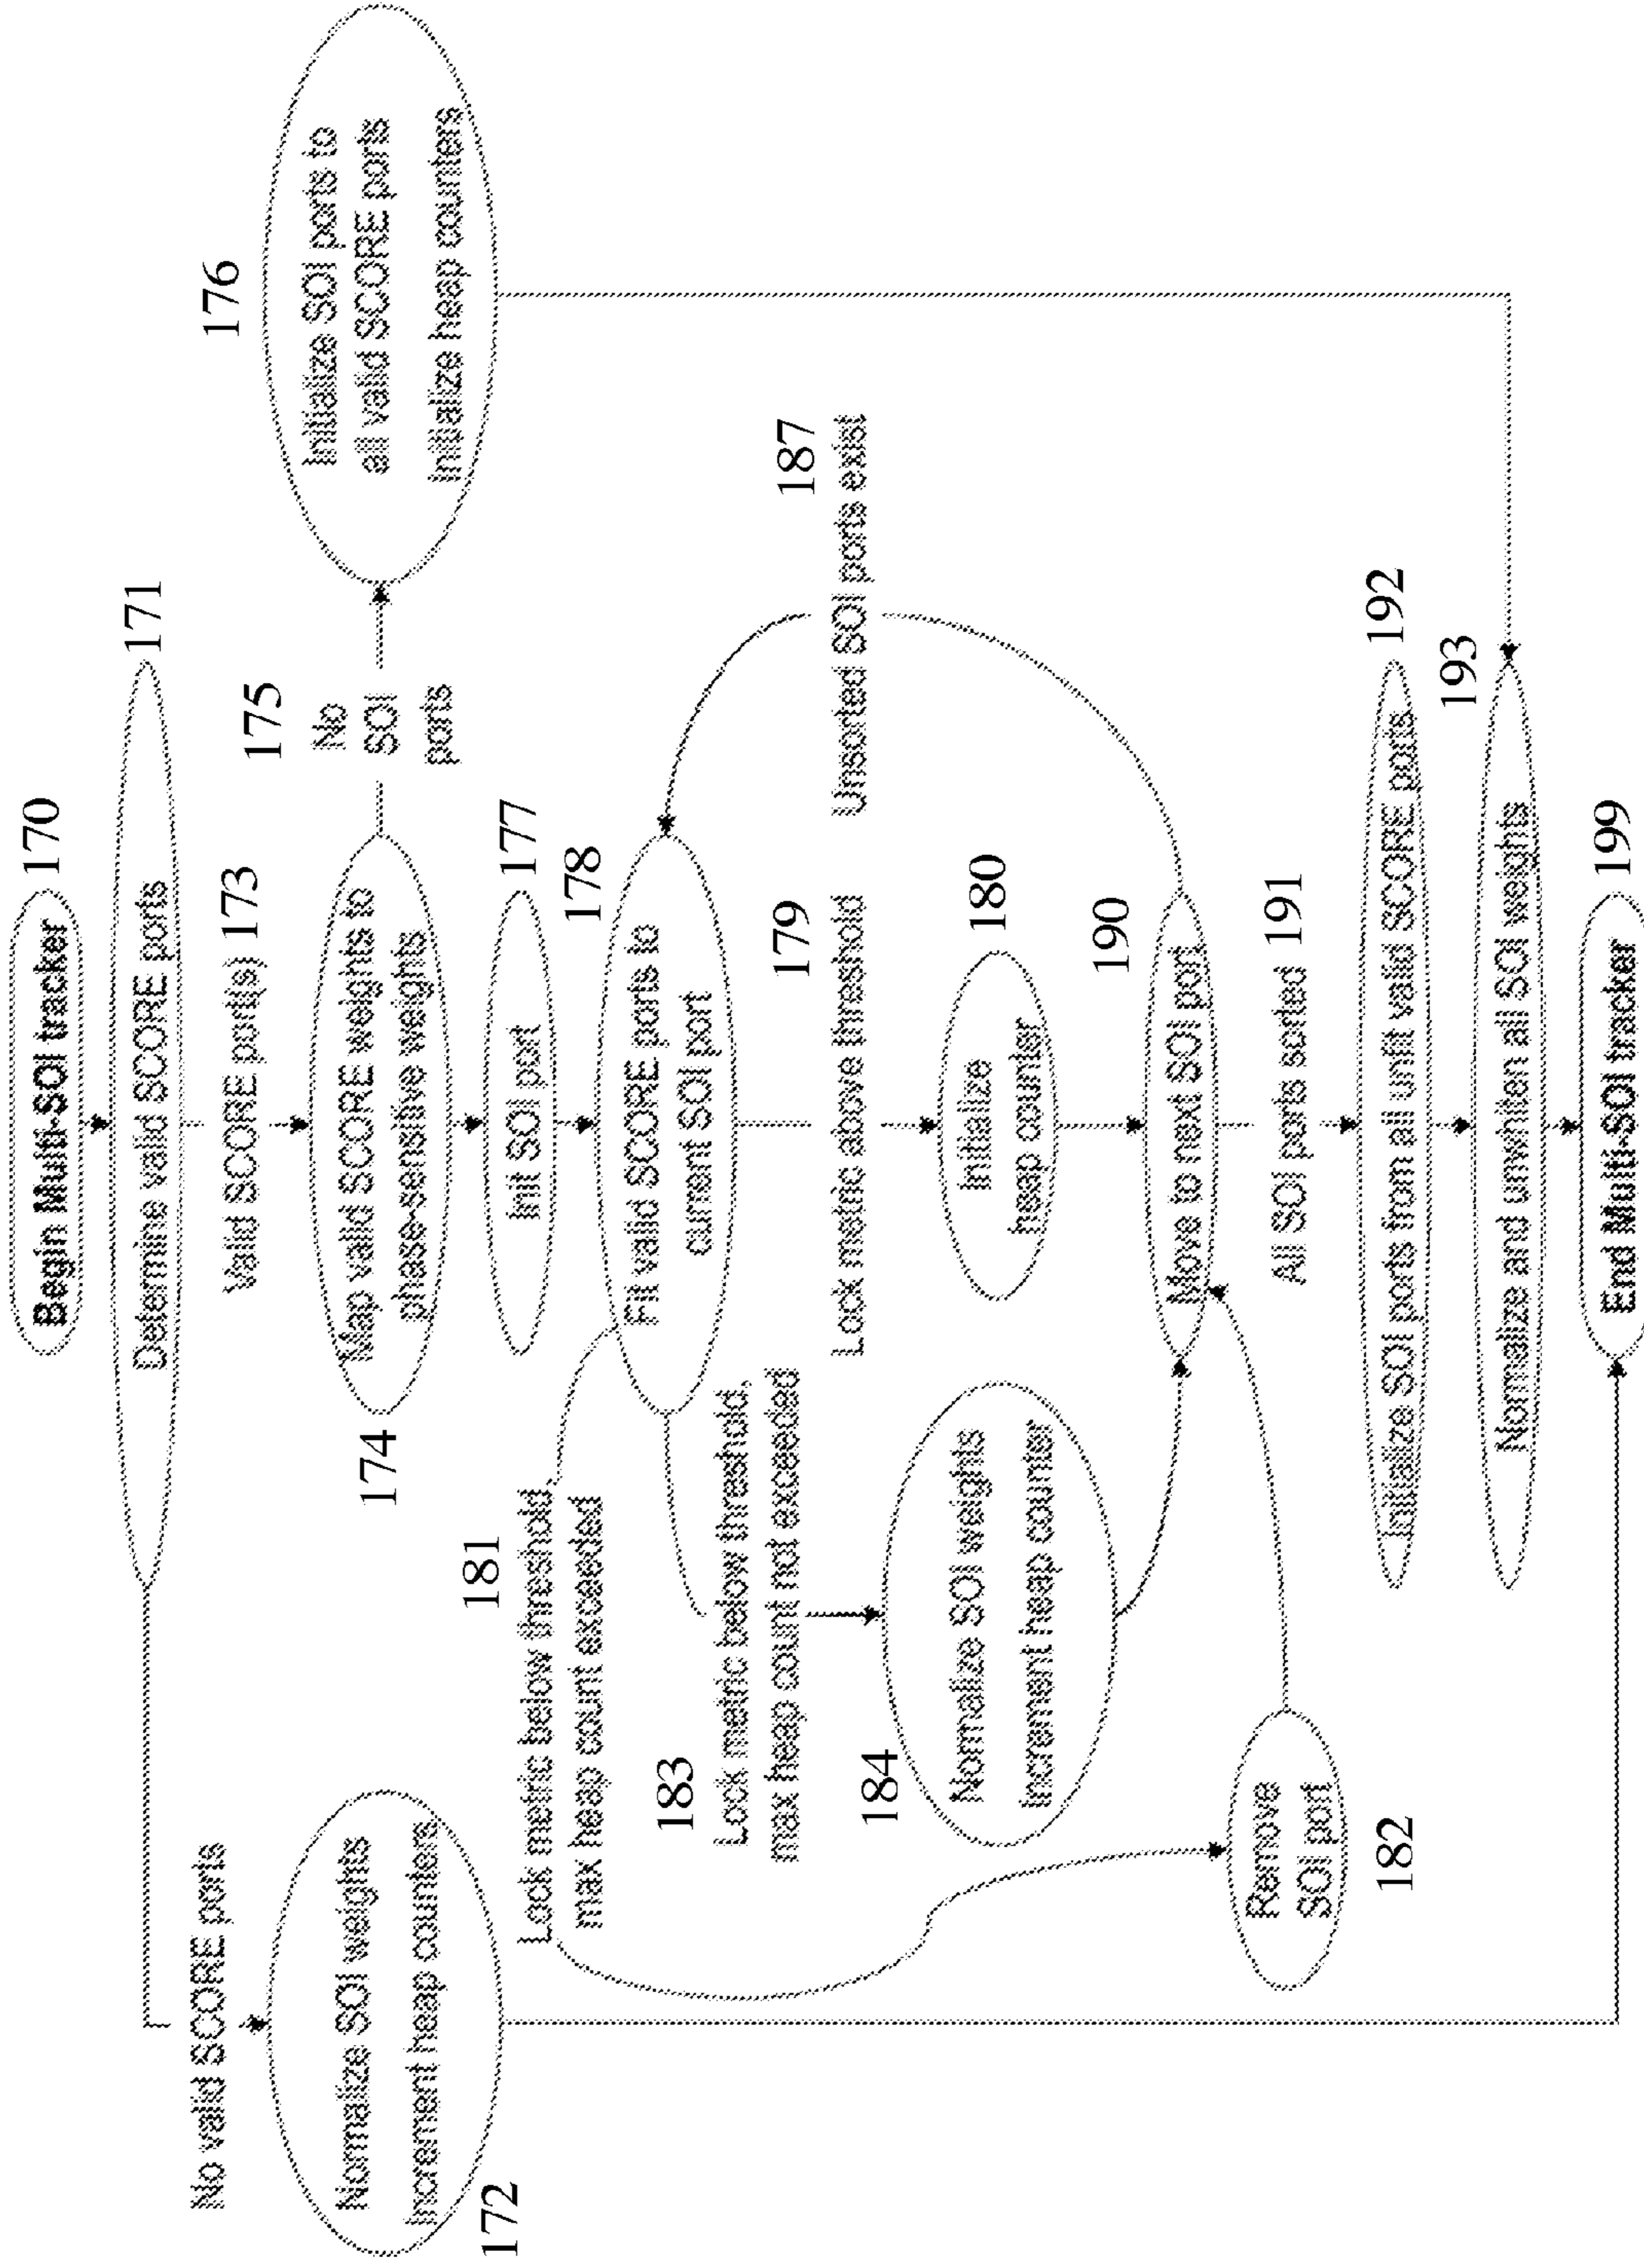 Begin Multi-SOI tracker
170
Determine valid SCORE ports
171
No valid SCORE ports
Normalize SOI weights
Increment heap counters
172
Valid SCORE port(s)
173
Map valid SCORE weights to
phase-sensitive weights
174
175
No
SOI
ports
176
Initialize SOI ports to
all valid SCORE ports
Initialize heap counters
Init SOI port
177
178
Fit valid SCORE ports to
current SOI port
181
Lock metric below threshold
max heap count exceeded
183
Lock metric below threshold,
max heap count not exceeded
179
Lock metric above threshold
187
Unsorted SOI ports exist
184
Normalize SOI weights
Increment heap counter
Initialize
heap counter
180
190
Move to next SOI port
Remove
SOI port
182
All SOI ports sorted
191
Initialize SOI ports from all unfit valid SCORE ports
192
193
Normalize and unwhiten all SOI weights
End Multi-SOI tracker
199